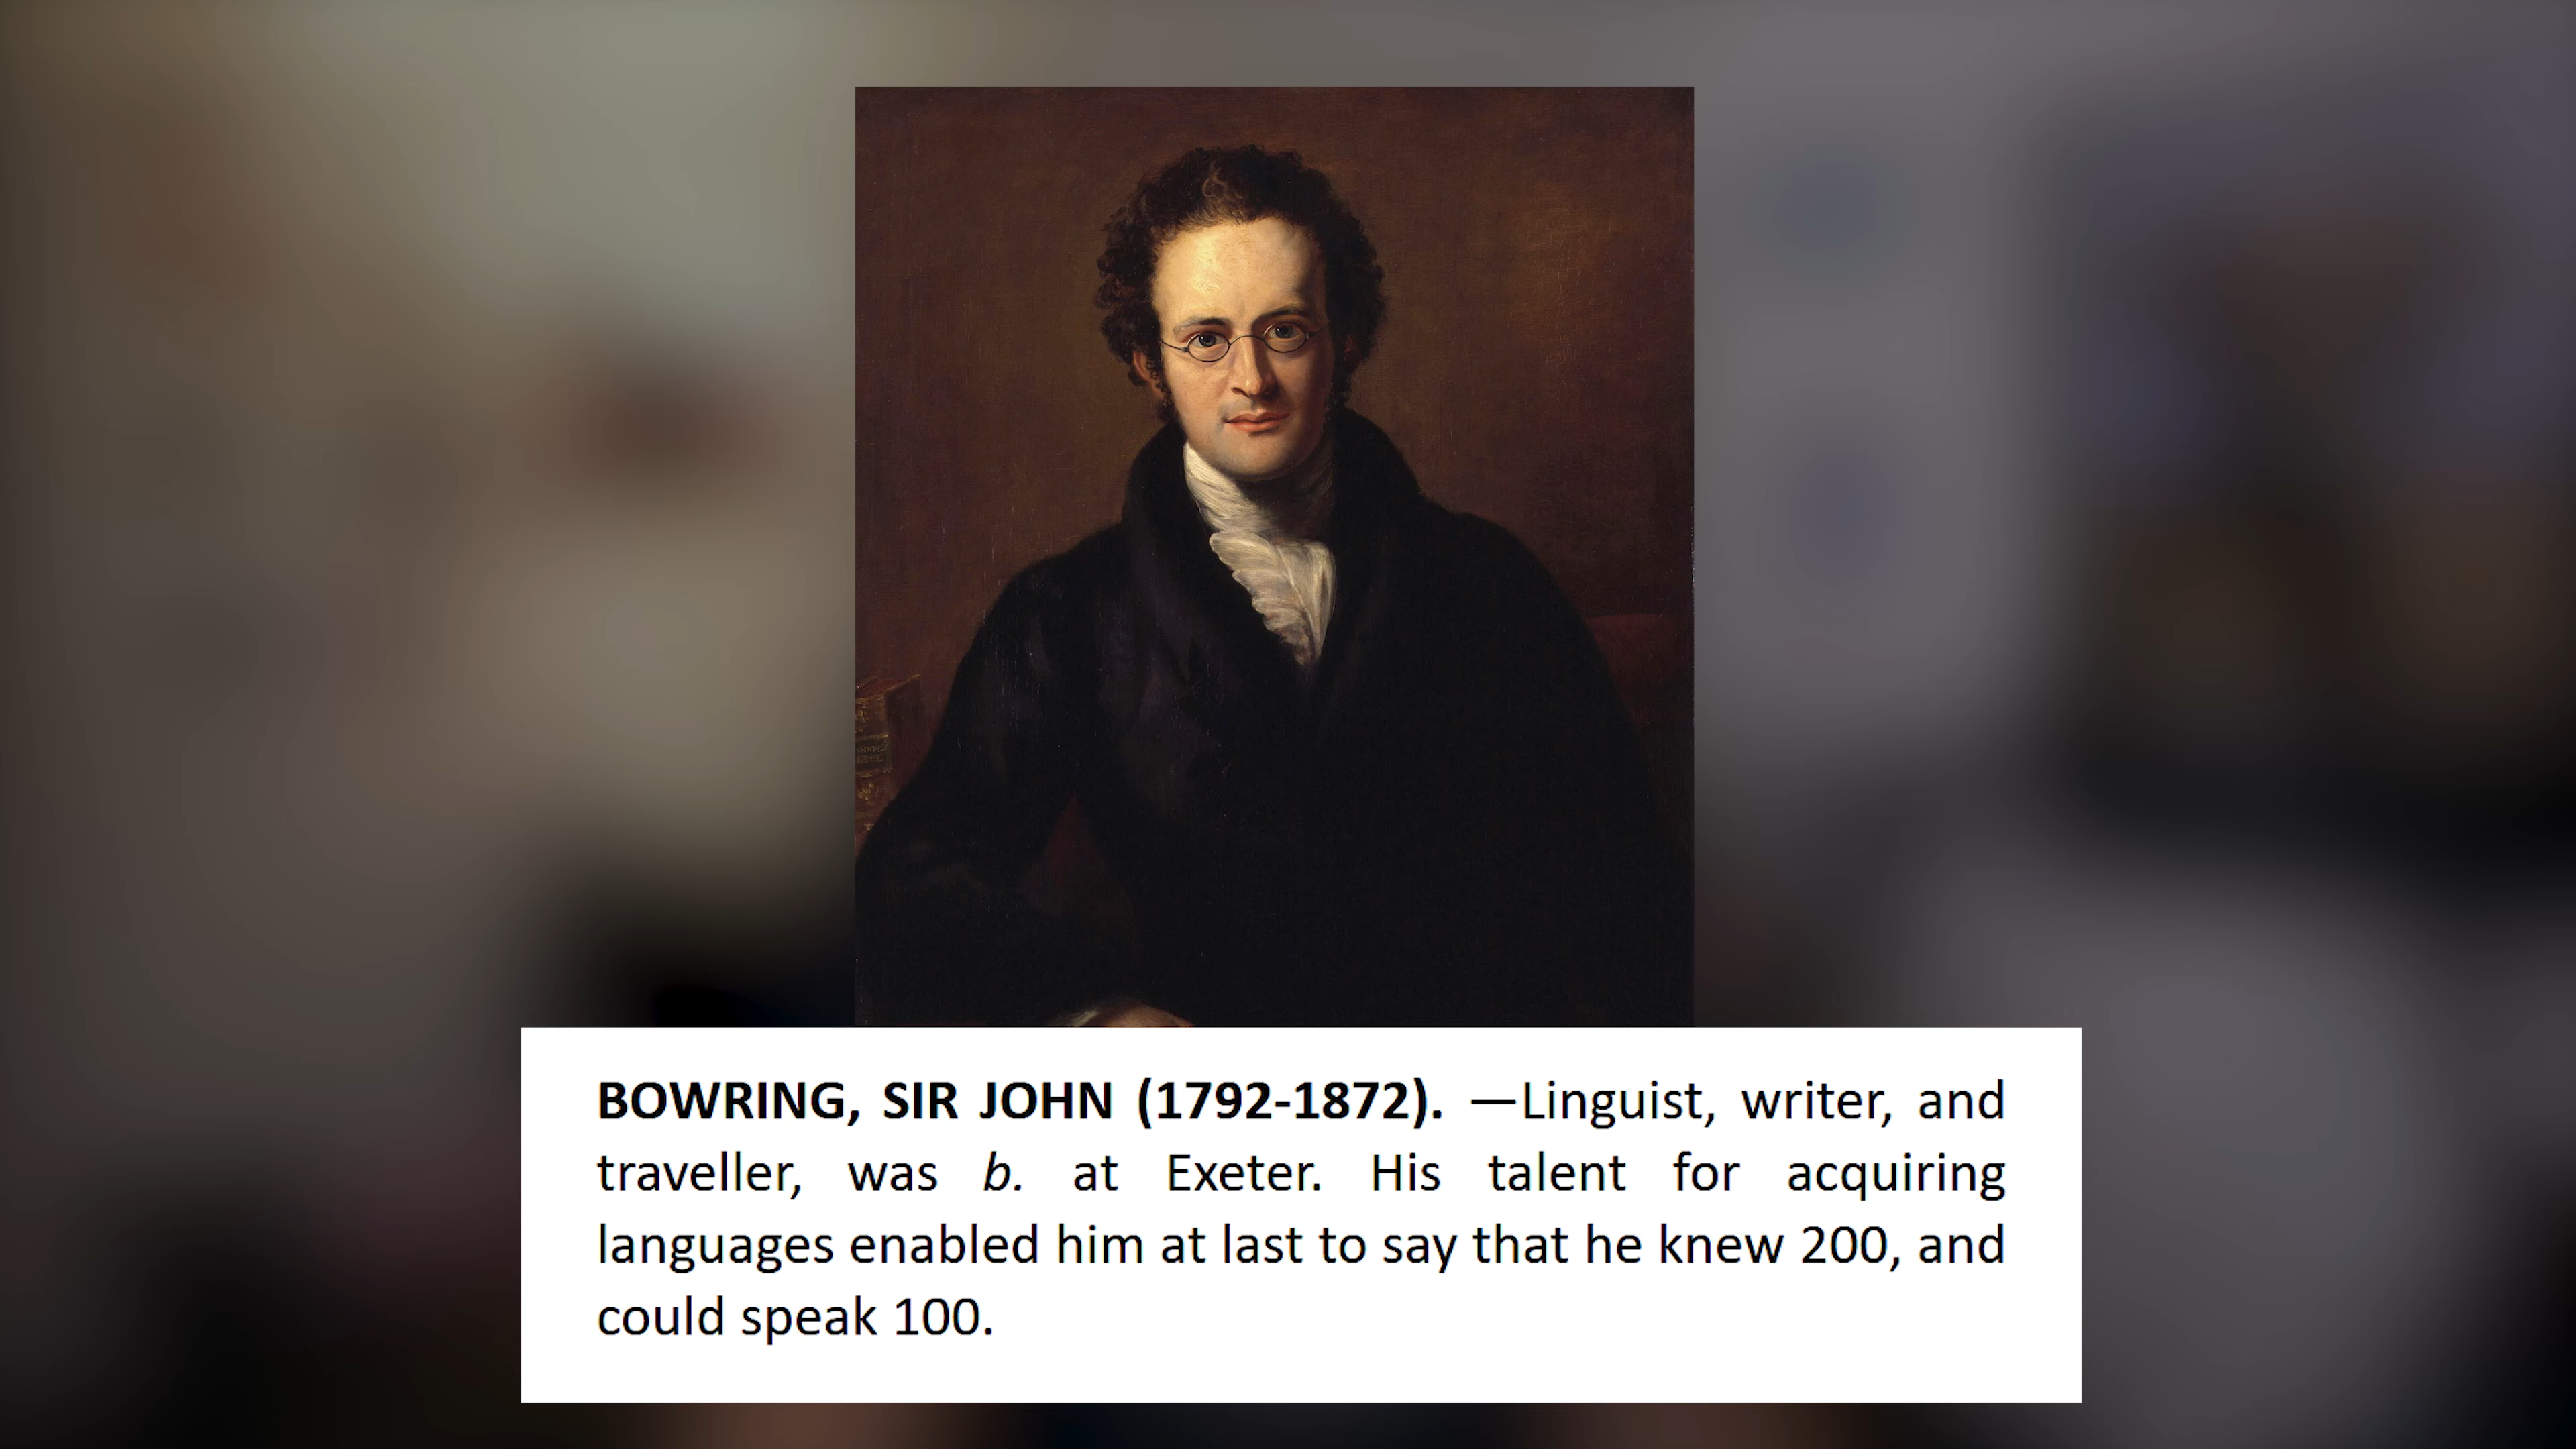 BOWRING, SIR JOHN (1792-1872). —Linguist, writer, and
traveller, was b. at Exeter. His talent for acquiring
languages enabled him at last to say that he knew 200, and
could speak 100.